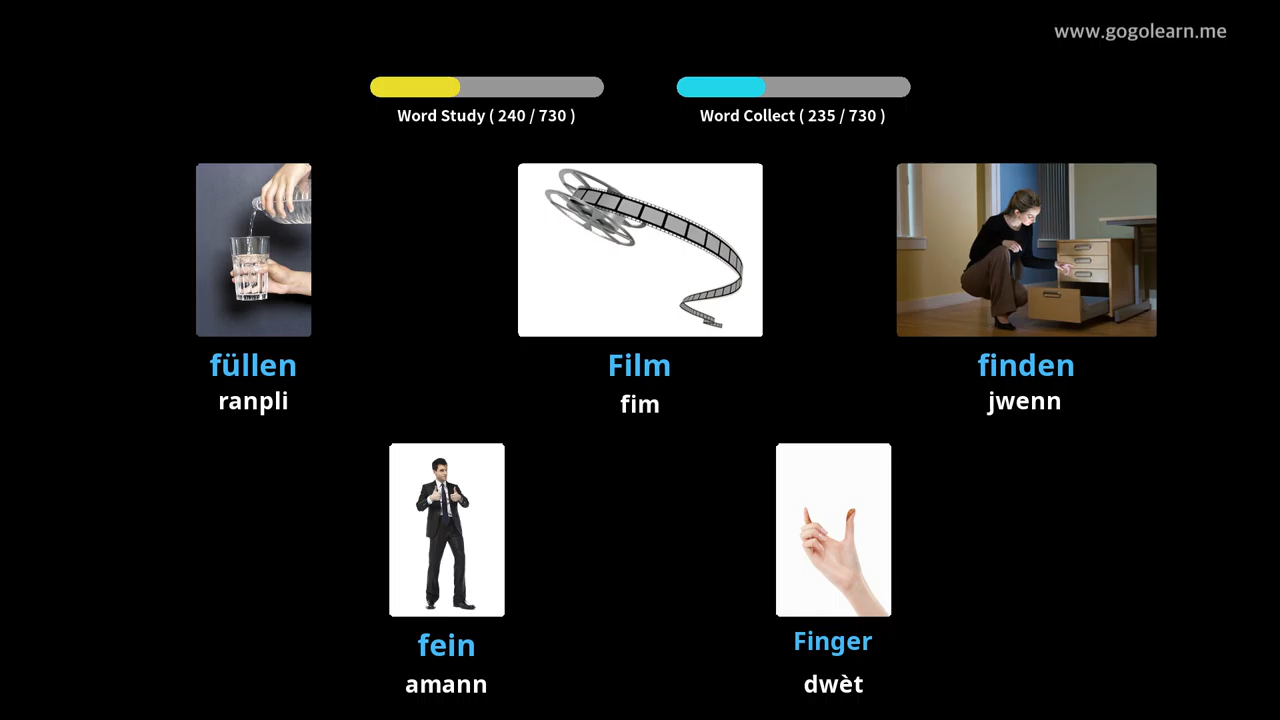 www.gogolearn.me
Word Study ( 240 / 730 )
Word Collect ( 235 / 730 )
füllen
ranpli
Film
fim
finden
jwenn
fein
amann
Finger
dwèt